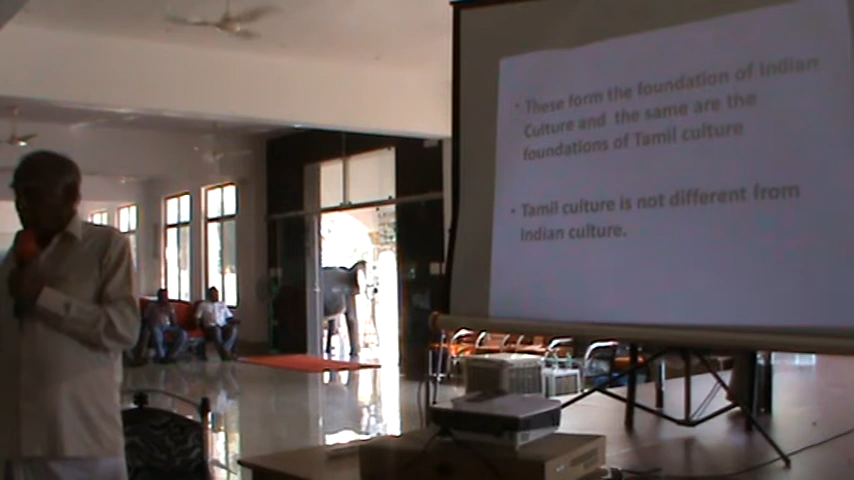 • These form the foundation of Indian
Culture and the same are the
foundations of Tamil culture
• Tamil culture is not different from
Indian culture.